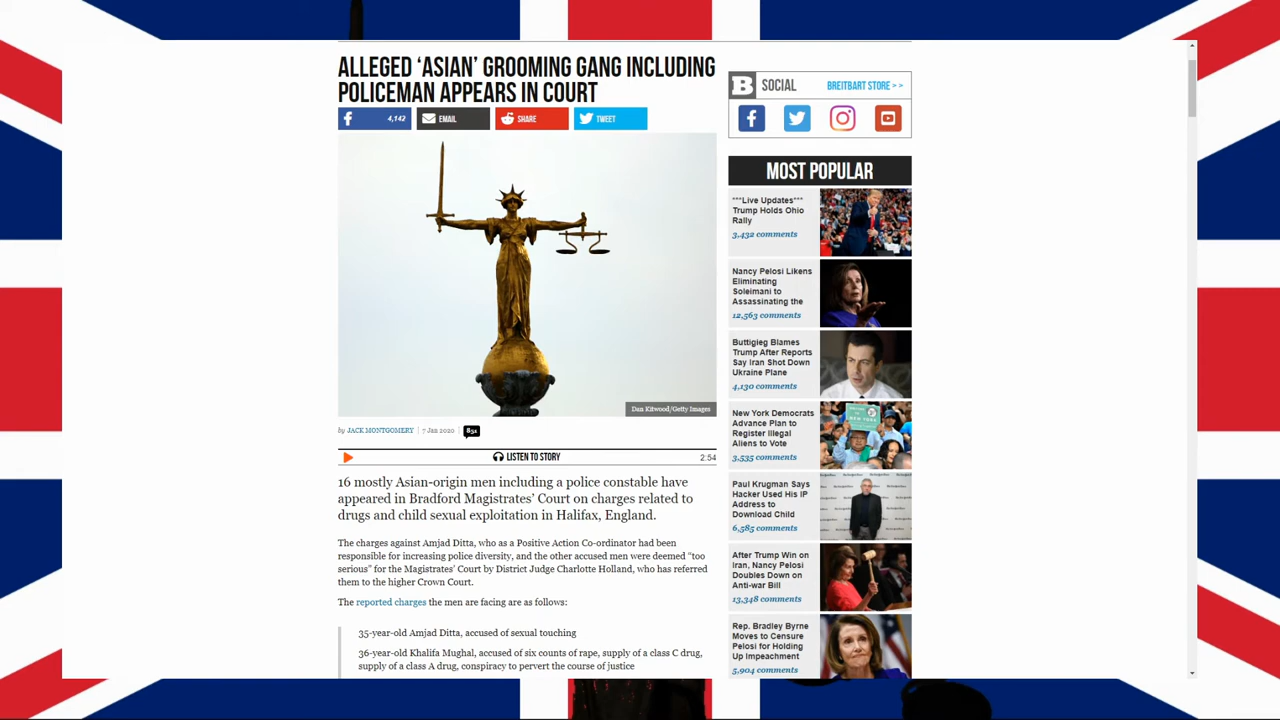 ALLEGED ‘ASIAN’ GROOMING GANG INCLUDING
POLICEMAN APPEARS IN COURT
4,142
EMAIL
SHARE
TWEET
Dan Kitwood/Getty Images
by JACK MONTGOMERY | 7 Jan 2020 | 851
LISTEN TO STORY
2:54
16 mostly Asian-origin men including a police constable have
appeared in Bradford Magistrates’ Court on charges related to
drugs and child sexual exploitation in Halifax, England.
The charges against Amjad Ditta, who as a Positive Action Co-ordinator had been
responsible for increasing police diversity, and the other accused men were deemed “too
serious” for the Magistrates’ Court by District Judge Charlotte Holland, who has referred
them to the higher Crown Court.
The reported charges the men are facing are as follows:
35-year-old Amjad Ditta, accused of sexual touching
36-year-old Khalifa Mughal, accused of six counts of rape, supply of a class C drug,
supply of a class A drug, conspiracy to pervert the course of justice
B SOCIAL
BREITBART STORE > >
MOST POPULAR
***Live Updates***
Trump Holds Ohio
Rally
3,432 comments
Nancy Pelosi Likens
Eliminating
Soleimani to
Assassinating the
12,563 comments
Buttigieg Blames
Trump After Reports
Say Iran Shot Down
Ukraine Plane
4,130 comments
New York Democrats
Advance Plan to
Register Illegal
Aliens to Vote
3,535 comments
Paul Krugman Says
Hacker Used His IP
Address to
Download Child
6,585 comments
After Trump Win on
Iran, Nancy Pelosi
Doubles Down on
Anti-war Bill
13,348 comments
Rep. Bradley Byrne
Moves to Censure
Pelosi for Holding
Up Impeachment
5,904 comments